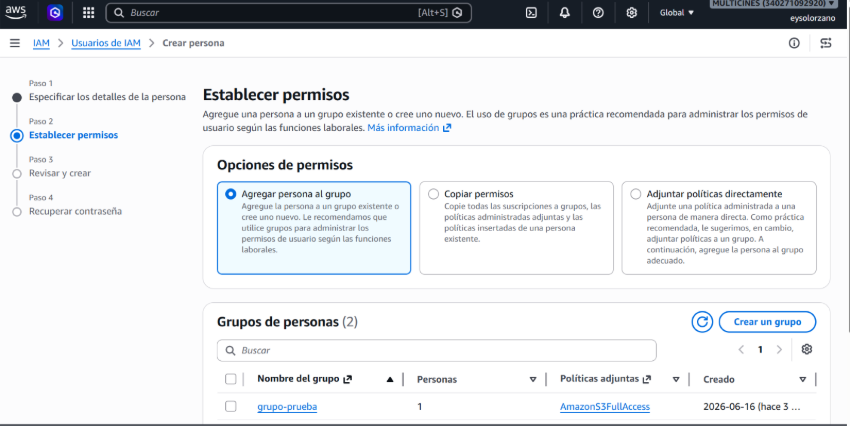 aws
Buscar
[Alt+S]
Global
MULTICINES (340271092920)
eysolorzano
IAM > Usuarios de IAM > Crear persona
Paso 1
Especificar los detalles de la persona
Paso 2
Establecer permisos
Paso 3
Revisar y crear
Paso 4
Recuperar contraseña
Establecer permisos
Agregue una persona a un grupo existente o cree uno nuevo. El uso de grupos es una práctica recomendada para administrar los permisos de
usuario según las funciones laborales. Más información
Opciones de permisos
Agregar persona al grupo
Agregue la persona a un grupo existente o
cree uno nuevo. Le recomendamos que
utilice grupos para administrar los
permisos de usuario según las funciones
laborales.
Copiar permisos
Copie todas las suscripciones a grupos, las
políticas administradas adjuntas y las
políticas insertadas de una persona
existente.
Adjuntar políticas directamente
Adjunte una política administrada a una
persona de manera directa. Como práctica
recomendada, le sugerimos, en cambio,
adjuntar políticas a un grupo. A
continuación, agregue la persona al grupo
adecuado.
Grupos de personas (2)
Crear un grupo
Buscar
1
Nombre del grupo
Personas
Políticas adjuntas
Creado
grupo-prueba
1
AmazonS3FullAccess
2026-06-16 (hace 3 ...